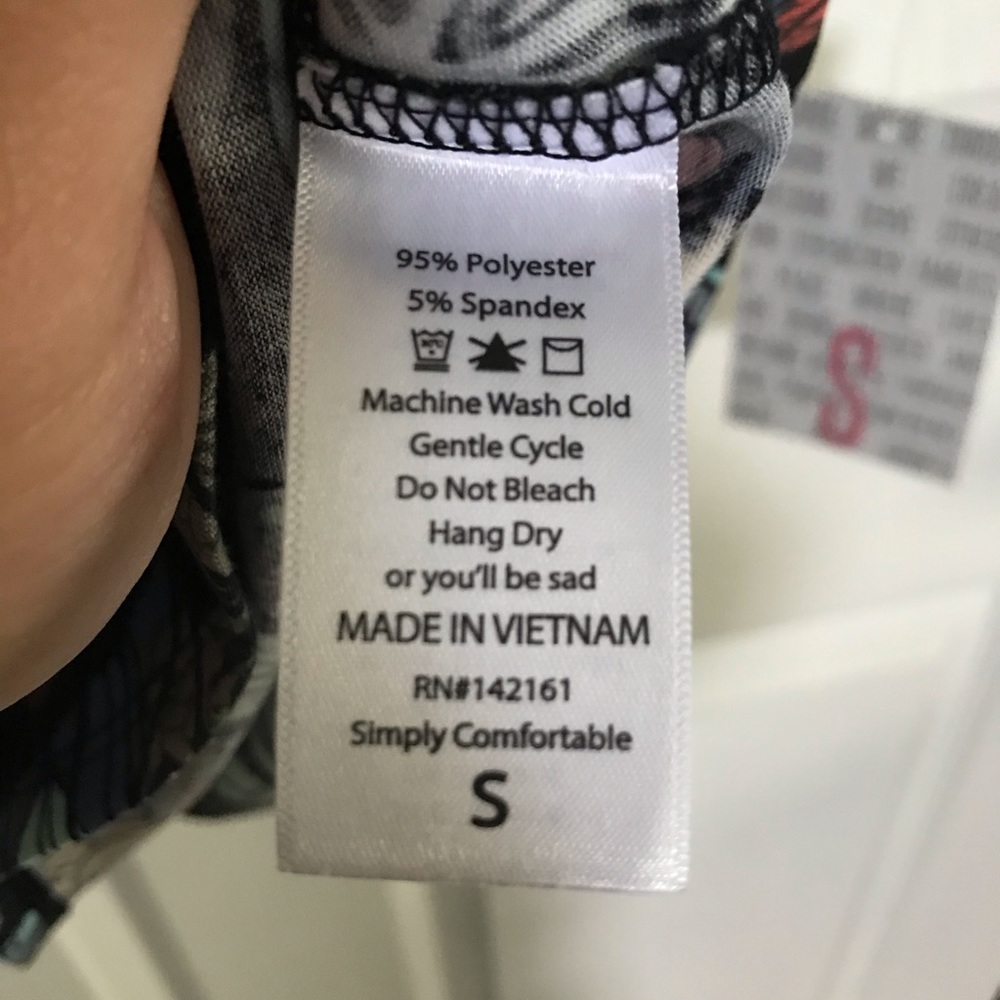 95% Polyester
5% Spandex
Machine Wash Cold
Gentle Cycle
Do Not Bleach
Hang Dry
or you'll be sad
MADE IN VIETNAM
RN#142161
Simply Comfortable
S
S